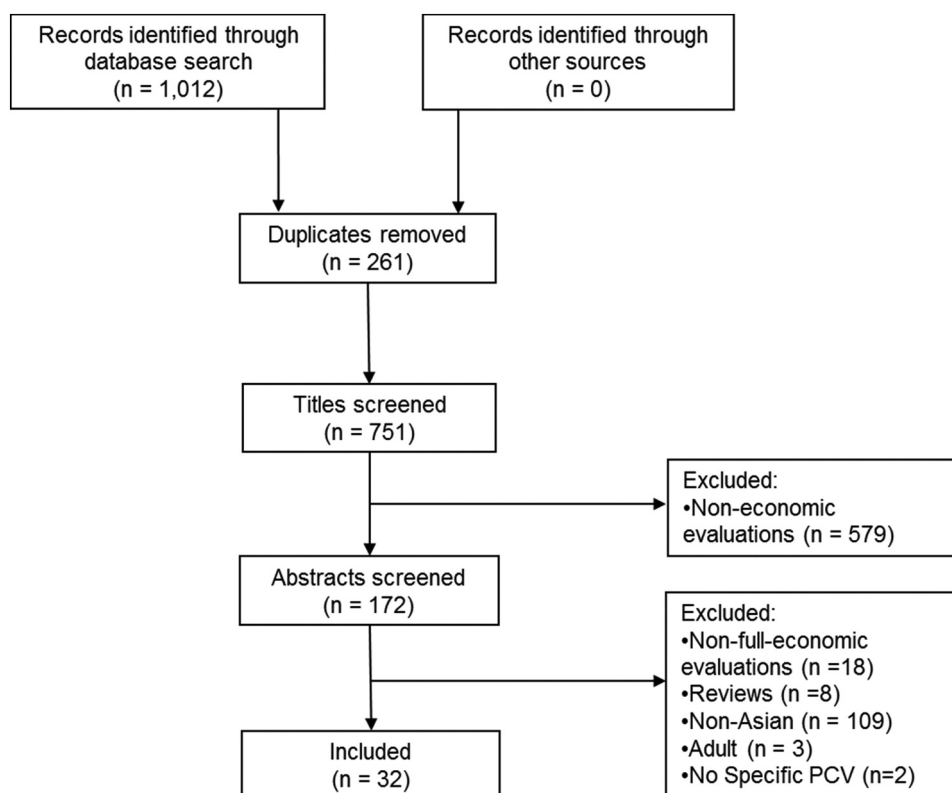 Records identified through
database search
(n = 1,012)
Records identified through
other sources
(n = 0)
Duplicates removed
(n = 261)
Titles screened
(n = 751)
Excluded:
•Non-economic
evaluations (n = 579)
Abstracts screened
(n = 172)
Excluded:
•Non-full-economic
evaluations (n =18)
•Reviews (n =8)
•Non-Asian (n = 109)
•Adult (n = 3)
•No Specific PCV (n=2)
Included
(n = 32)